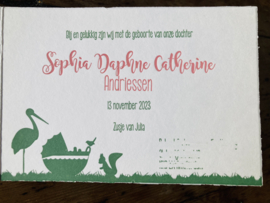 Blij en gelukkig zijn wij met de geboorte van onze dochter
Sophia Daphne Catherine
Andriessen
13 november 2023
Zusje van Julia